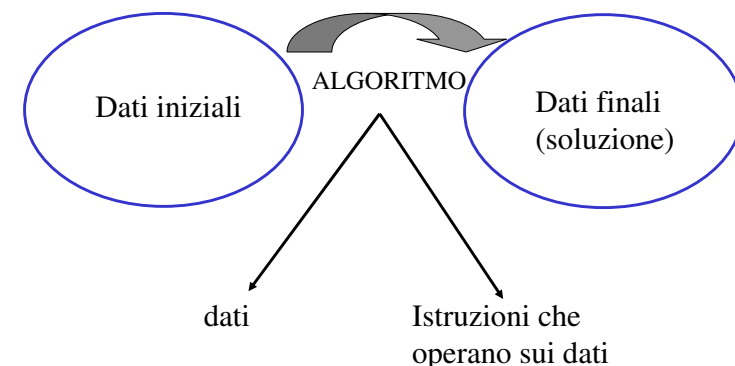 Dati iniziali
ALGORITMO
Dati finali
(soluzione)
dati
Istruzioni che
operano sui dati